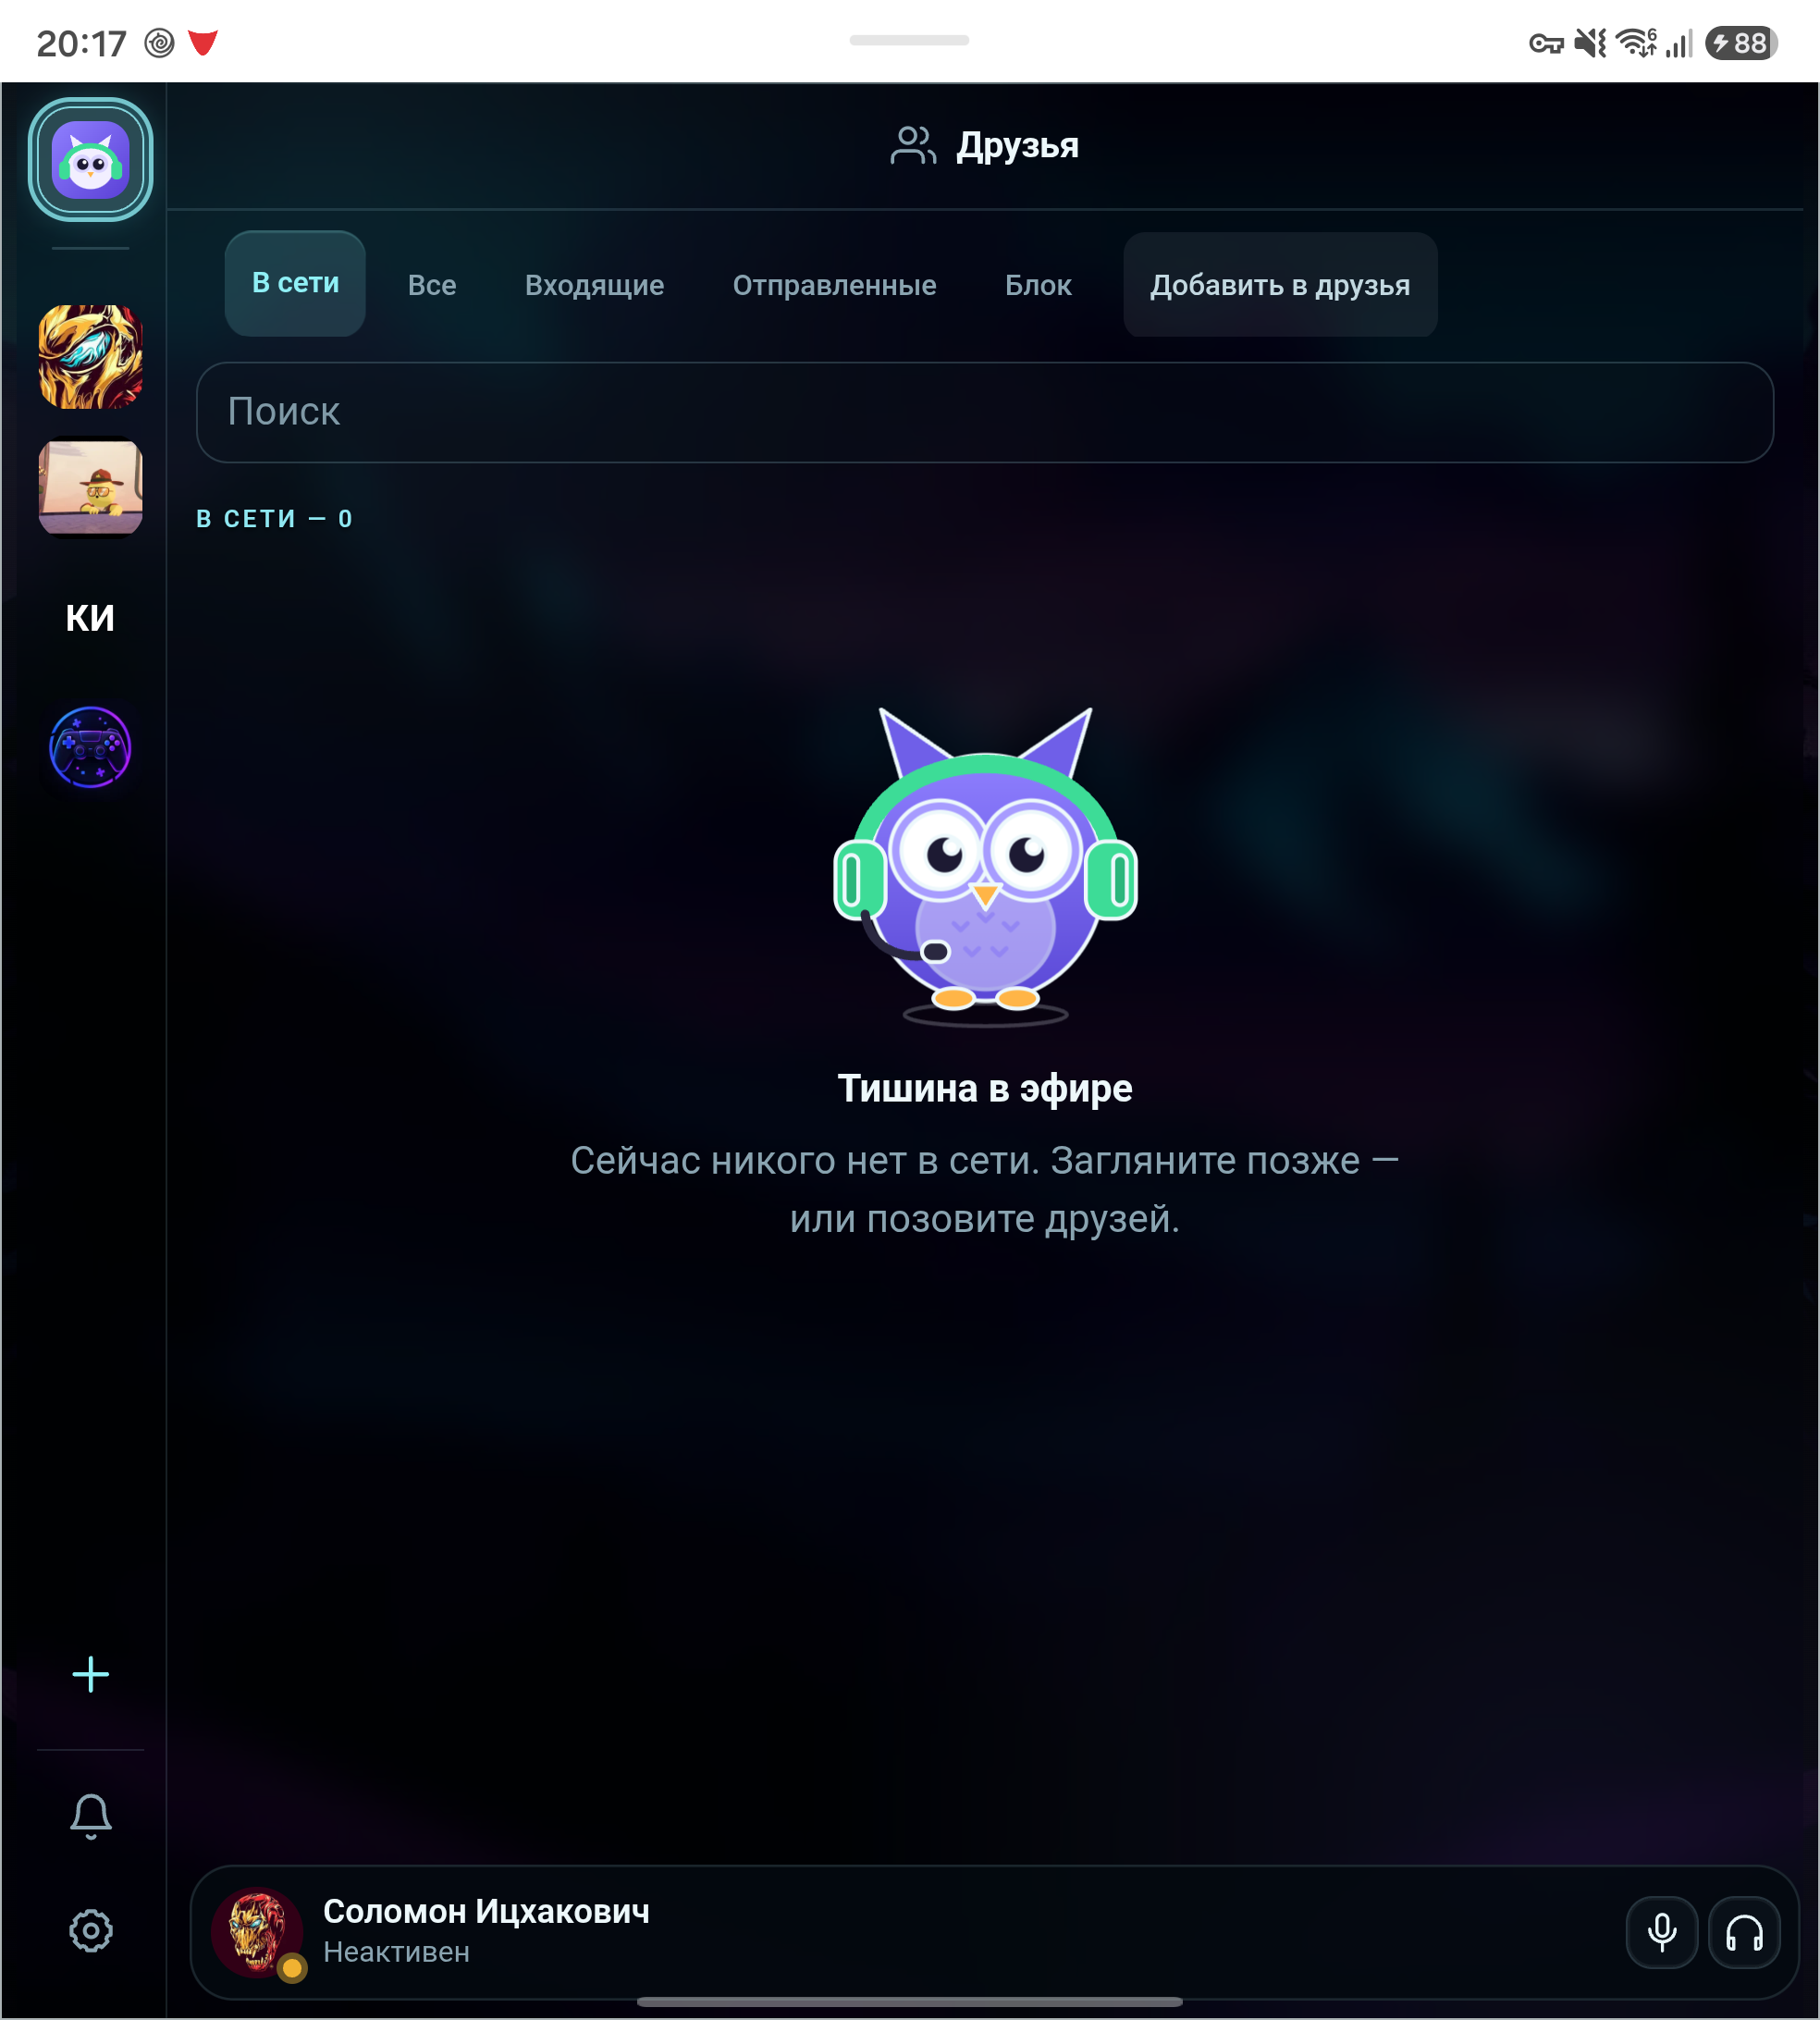 20:17
6
88
Друзья
В сети
Все
Входящие
Отправленные
Блок
Добавить в друзья
Поиск
В СЕТИ — 0
КИ
Тишина в эфире
Сейчас никого нет в сети. Загляните позже —
или позовите друзей.
Соломон Ицхакович
Неактивен